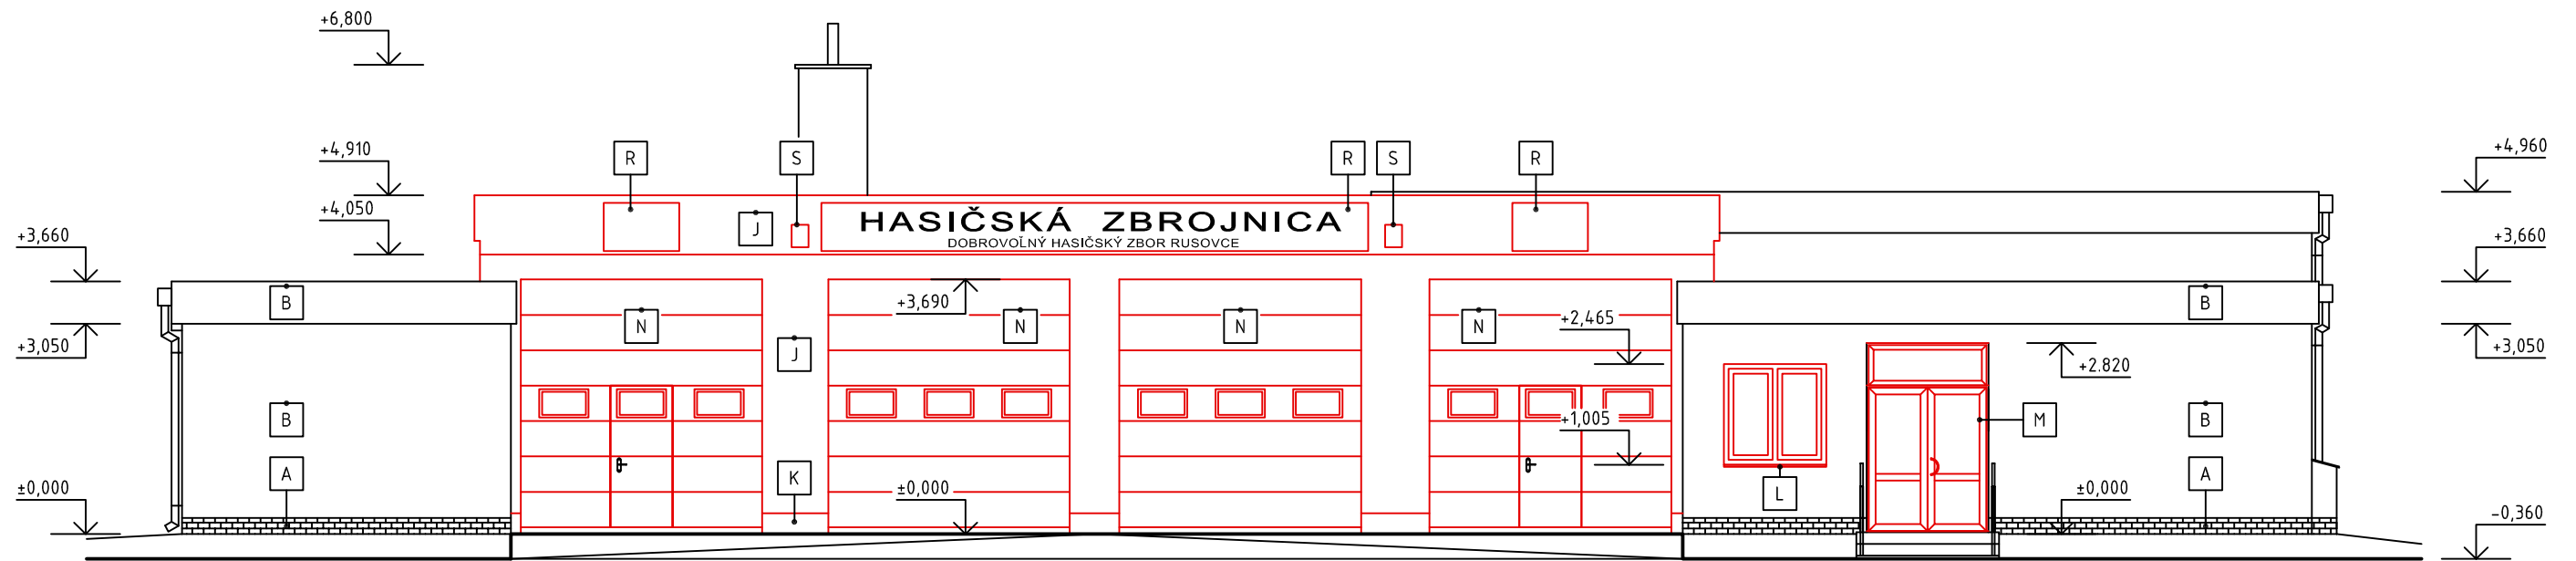 +6,800
+4,910
+4,960
R
S
R
S
R
+4,050
J
HASIČSKÁ ZBROJNICA
DOBROVOĽNÝ HASIČSKÝ ZBOR RUSOVCE
+3,660
+3,660
B
+3,690
B
N
N
N
N
+2,465
+3,050
J
+3,050
+2.820
B
+1,005
M
B
A
K
A
±0,000
±0,000
L
±0,000
-0,360